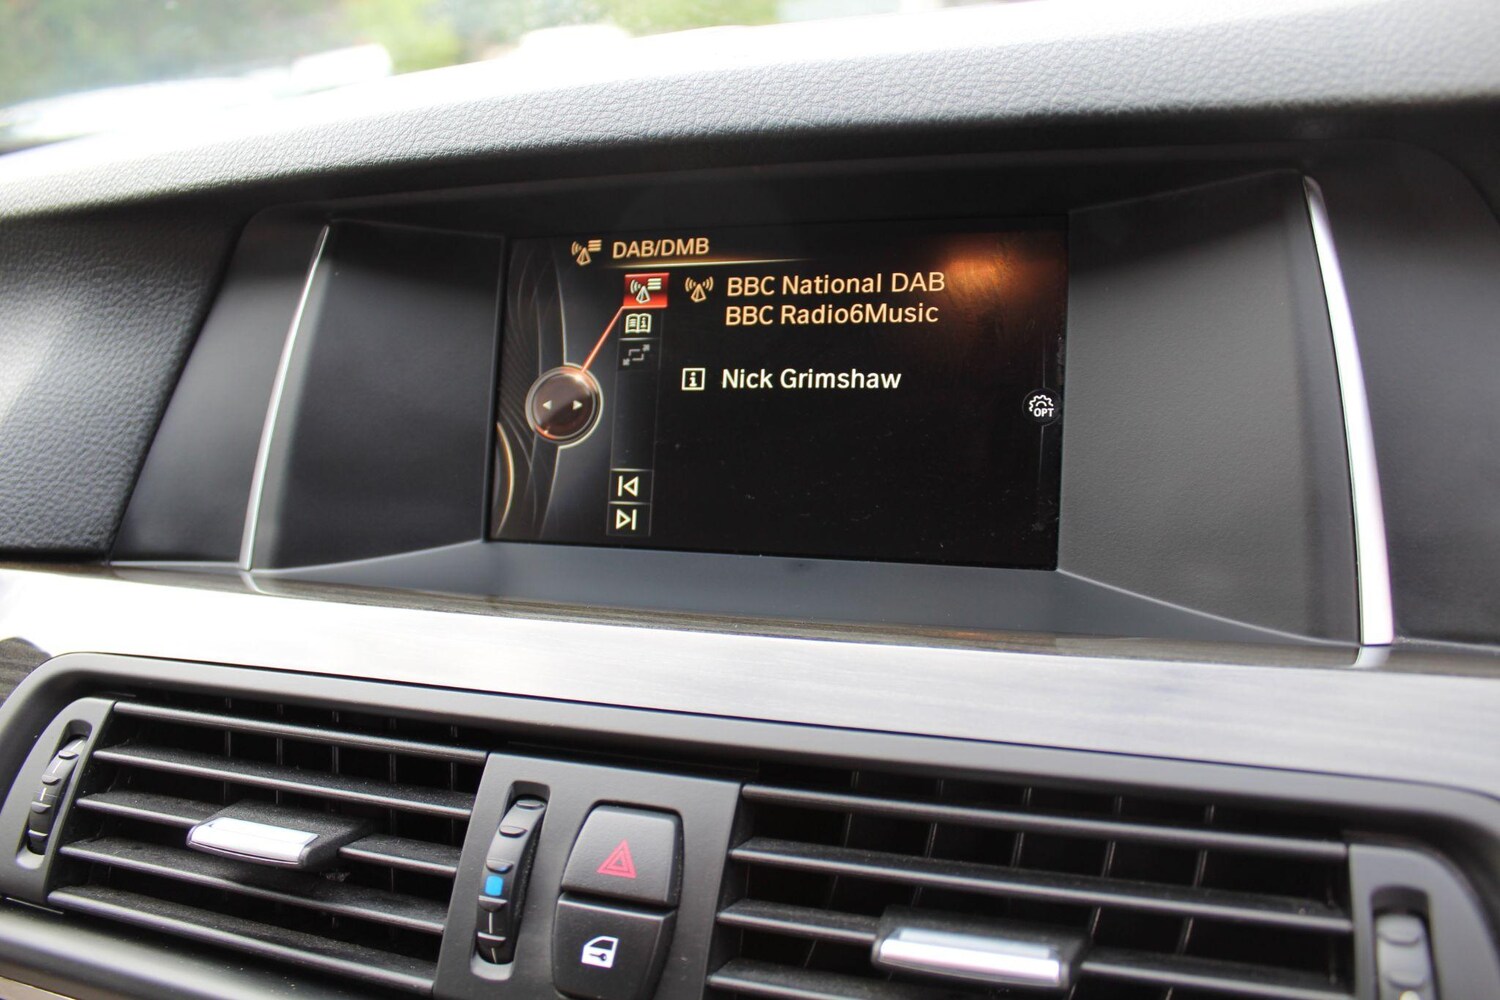 DAB/DMB
BBC National DAB
BBC Radio6Music
Nick Grimshaw
OPT